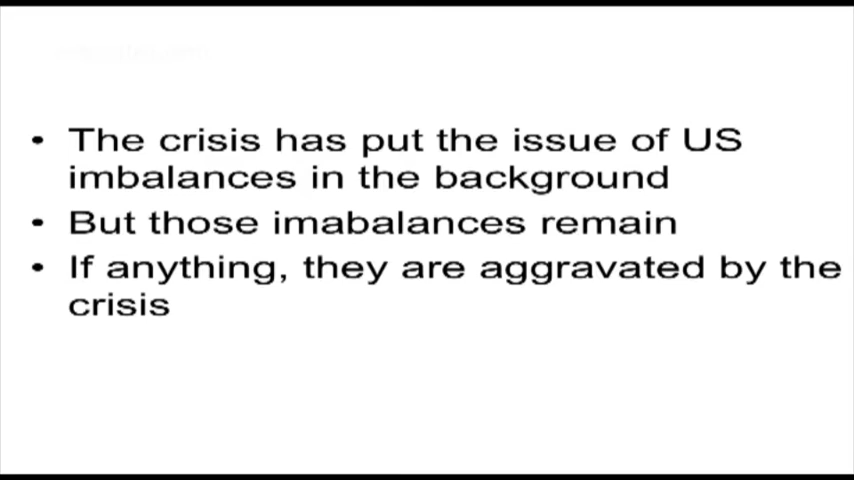 • The crisis has put the issue of US
imbalances in the background
• But those imabalances remain
• If anything, they are aggravated by the
crisis